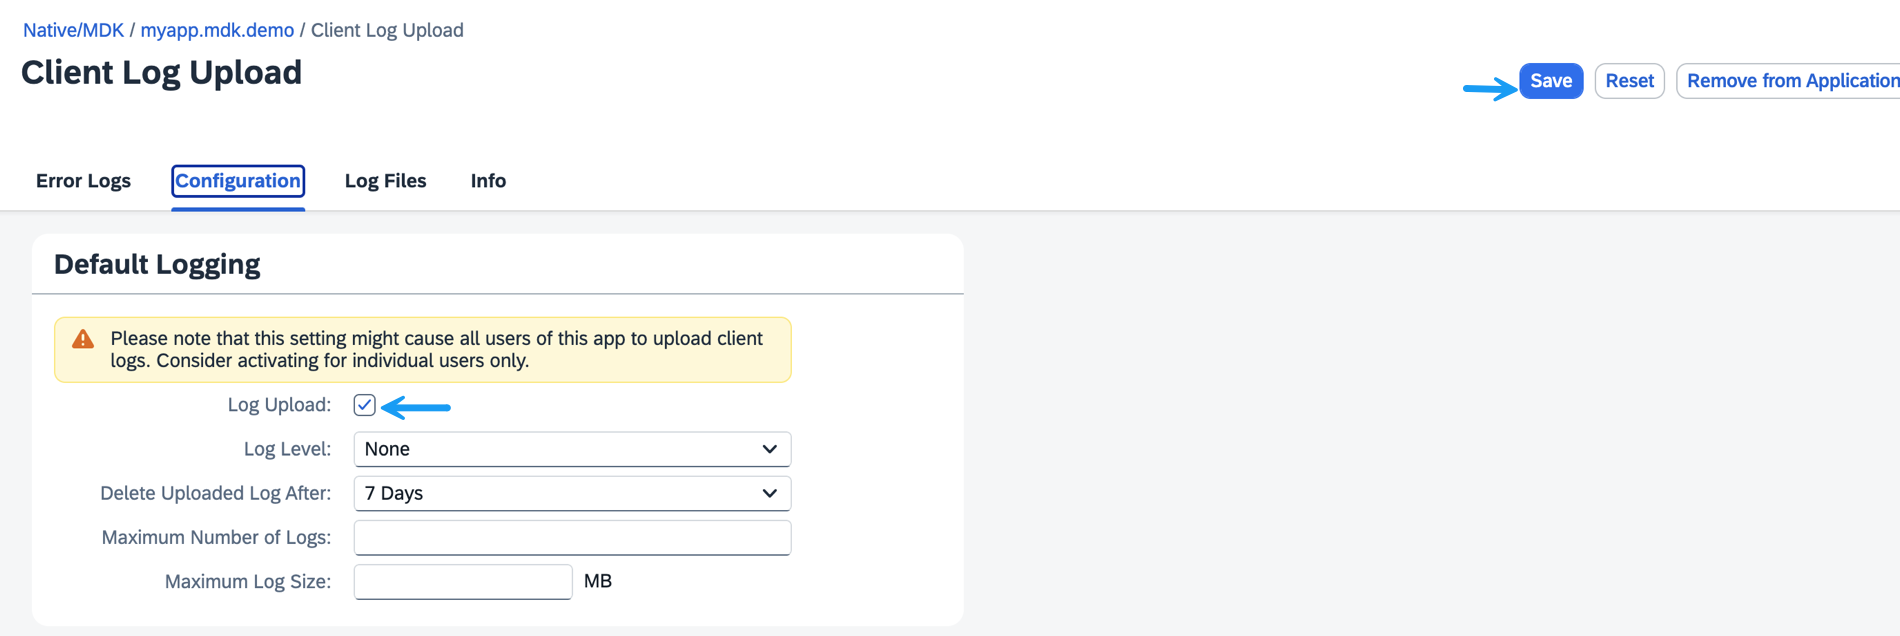 Native/MDK / myapp.mdk.demo / Client Log Upload
Client Log Upload
Save Reset Remove from Application
Error Logs Configuration Log Files Info
Default Logging
Please note that this setting might cause all users of this app to upload client
logs. Consider activating for individual users only.
Log Upload:
Log Level: None
Delete Uploaded Log After: 7 Days
Maximum Number of Logs:
Maximum Log Size: MB